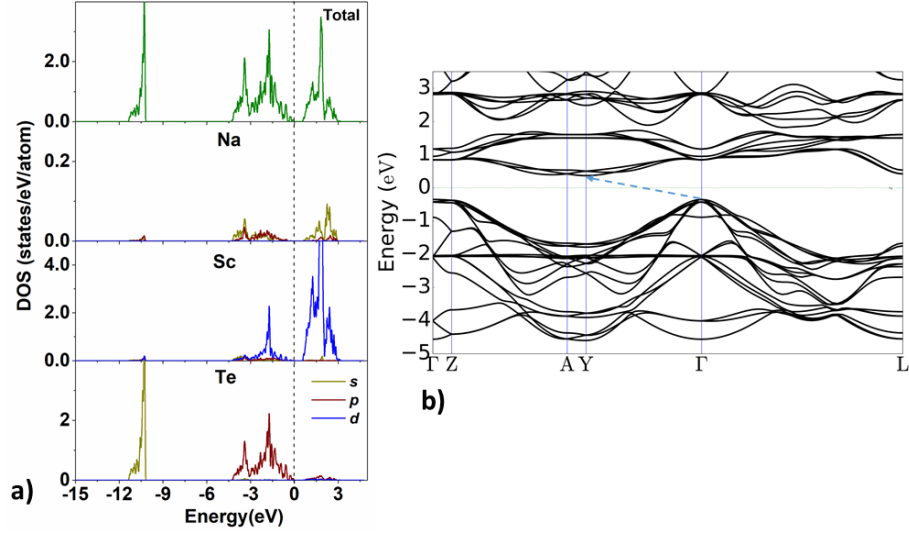 Total
2.0
0.0
Na
0.2
0.0
Sc
4.0
2.0
0.0
Te
s
p
d
2
0
-15 -12 -9 -6 -3 0 3
Energy(eV)
DOS (states/eV/atom)
a)
3
2
1
0
−1
−2
−3
−4
−5
Energy (eV)
Γ Z A Y Γ L
b)